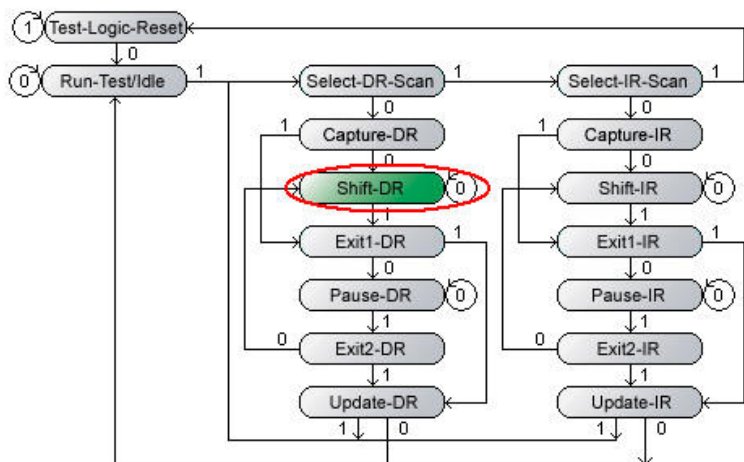 1 Test-Logic-Reset
0
0 Run-Test/Idle 1 Select-DR-Scan 1 Select-IR-Scan 1
0 0
1 Capture-DR 1 Capture-IR
0 0
Shift-DR 0 Shift-IR 0
1 1
Exit1-DR 1 Exit1-IR 1
0 0
Pause-DR 0 Pause-IR 0
1 1
0 Exit2-DR 0 Exit2-IR
1 1
Update-DR Update-IR
1 0 1 0